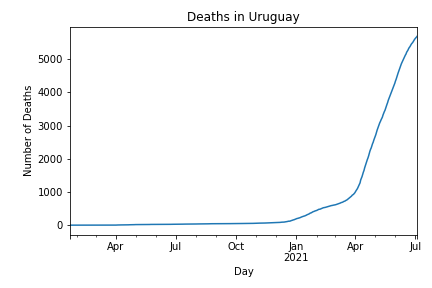 Deaths in Uruguay
Number of Deaths
5000
4000
3000
2000
1000
0
Apr
Jul
Oct
Jan
2021
Apr
Jul
Day